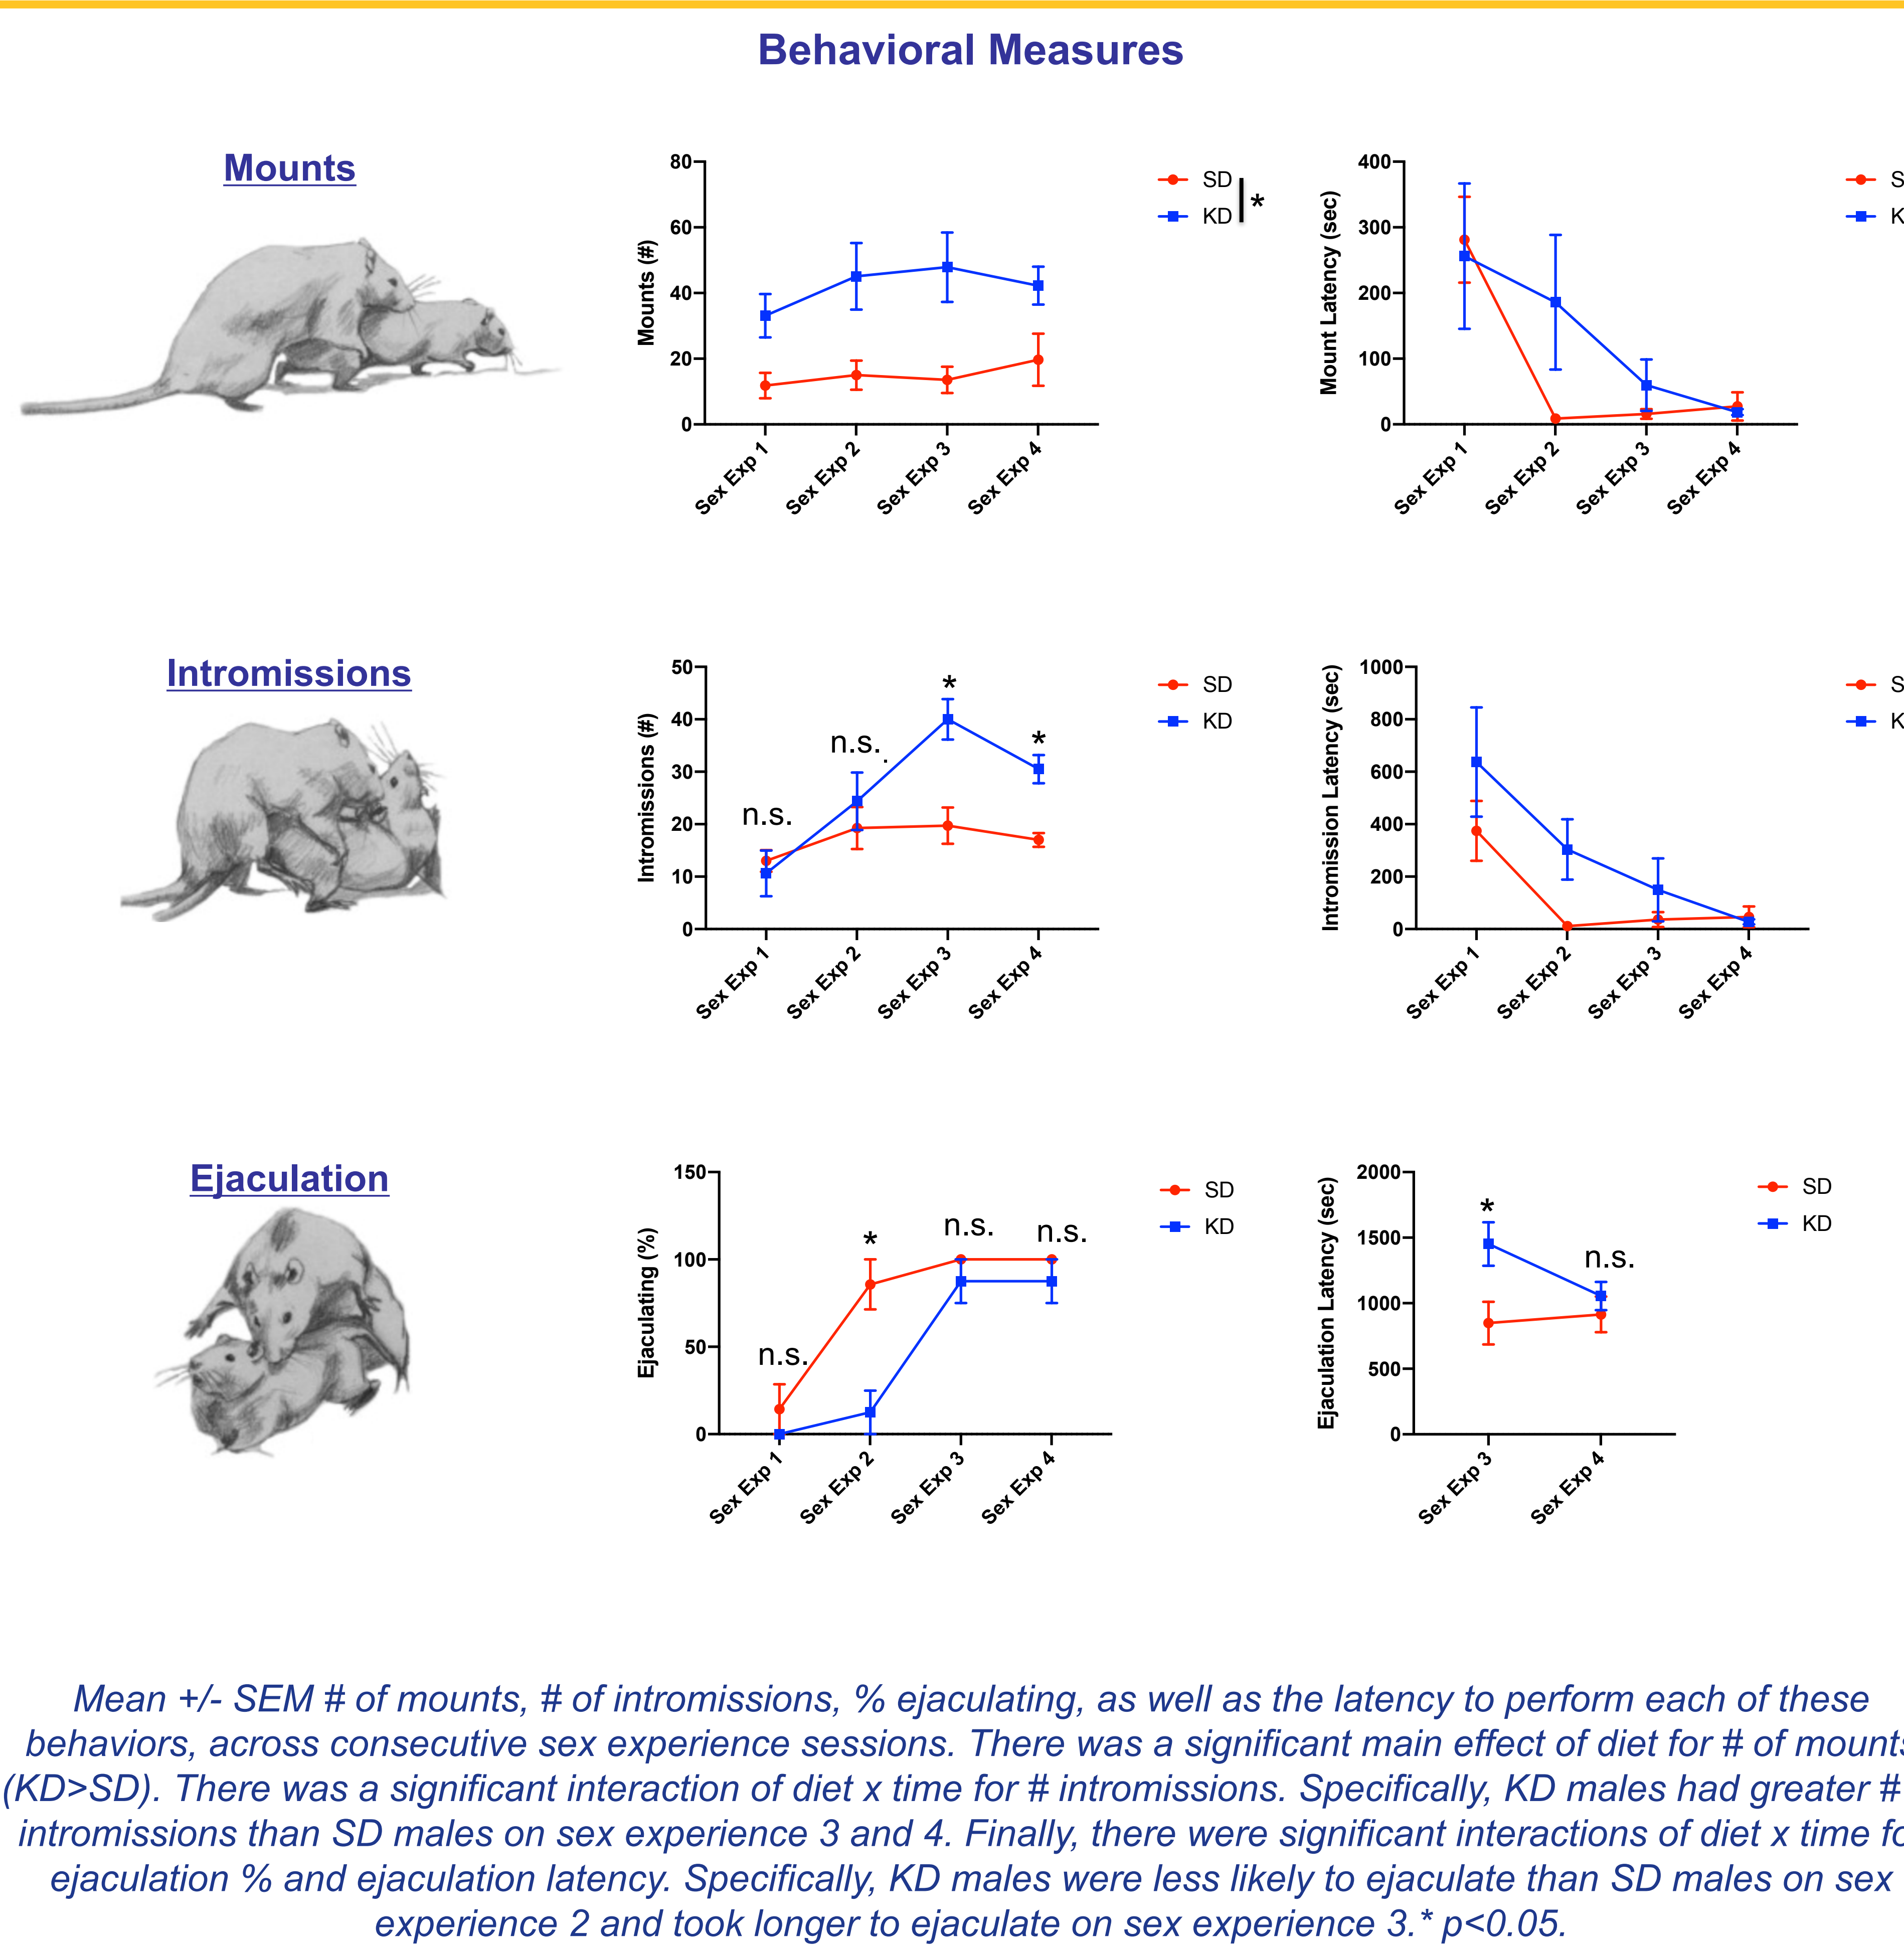 Behavioral Measures
Mounts
80
60
40
20
0
Mounts (#)
Sex Exp 1
Sex Exp 2
Sex Exp 3
Sex Exp 4
SD
KD
*
400
300
200
100
0
Mount Latency (sec)
Sex Exp 1
Sex Exp 2
Sex Exp 3
Sex Exp 4
S
K
Intromissions
50
40
30
20
10
0
Intromissions (#)
n.s.
n.s.
*
*
Sex Exp 1
Sex Exp 2
Sex Exp 3
Sex Exp 4
SD
KD
1000
800
600
400
200
0
Intromission Latency (sec)
Sex Exp 1
Sex Exp 2
Sex Exp 3
Sex Exp 4
S
K
Ejaculation
150
100
50
0
Ejaculating (%)
n.s.
*
n.s.
n.s.
Sex Exp 1
Sex Exp 2
Sex Exp 3
Sex Exp 4
SD
KD
2000
1500
1000
500
0
Ejaculation Latency (sec)
*
n.s.
Sex Exp 3
Sex Exp 4
SD
KD
Mean +/- SEM # of mounts, # of intromissions, % ejaculating, as well as the latency to perform each of these
behaviors, across consecutive sex experience sessions. There was a significant main effect of diet for # of mounts
(KD>SD). There was a significant interaction of diet x time for # intromissions. Specifically, KD males had greater #
intromissions than SD males on sex experience 3 and 4. Finally, there were significant interactions of diet x time fo
ejaculation % and ejaculation latency. Specifically, KD males were less likely to ejaculate than SD males on sex
experience 2 and took longer to ejaculate on sex experience 3.* p<0.05.